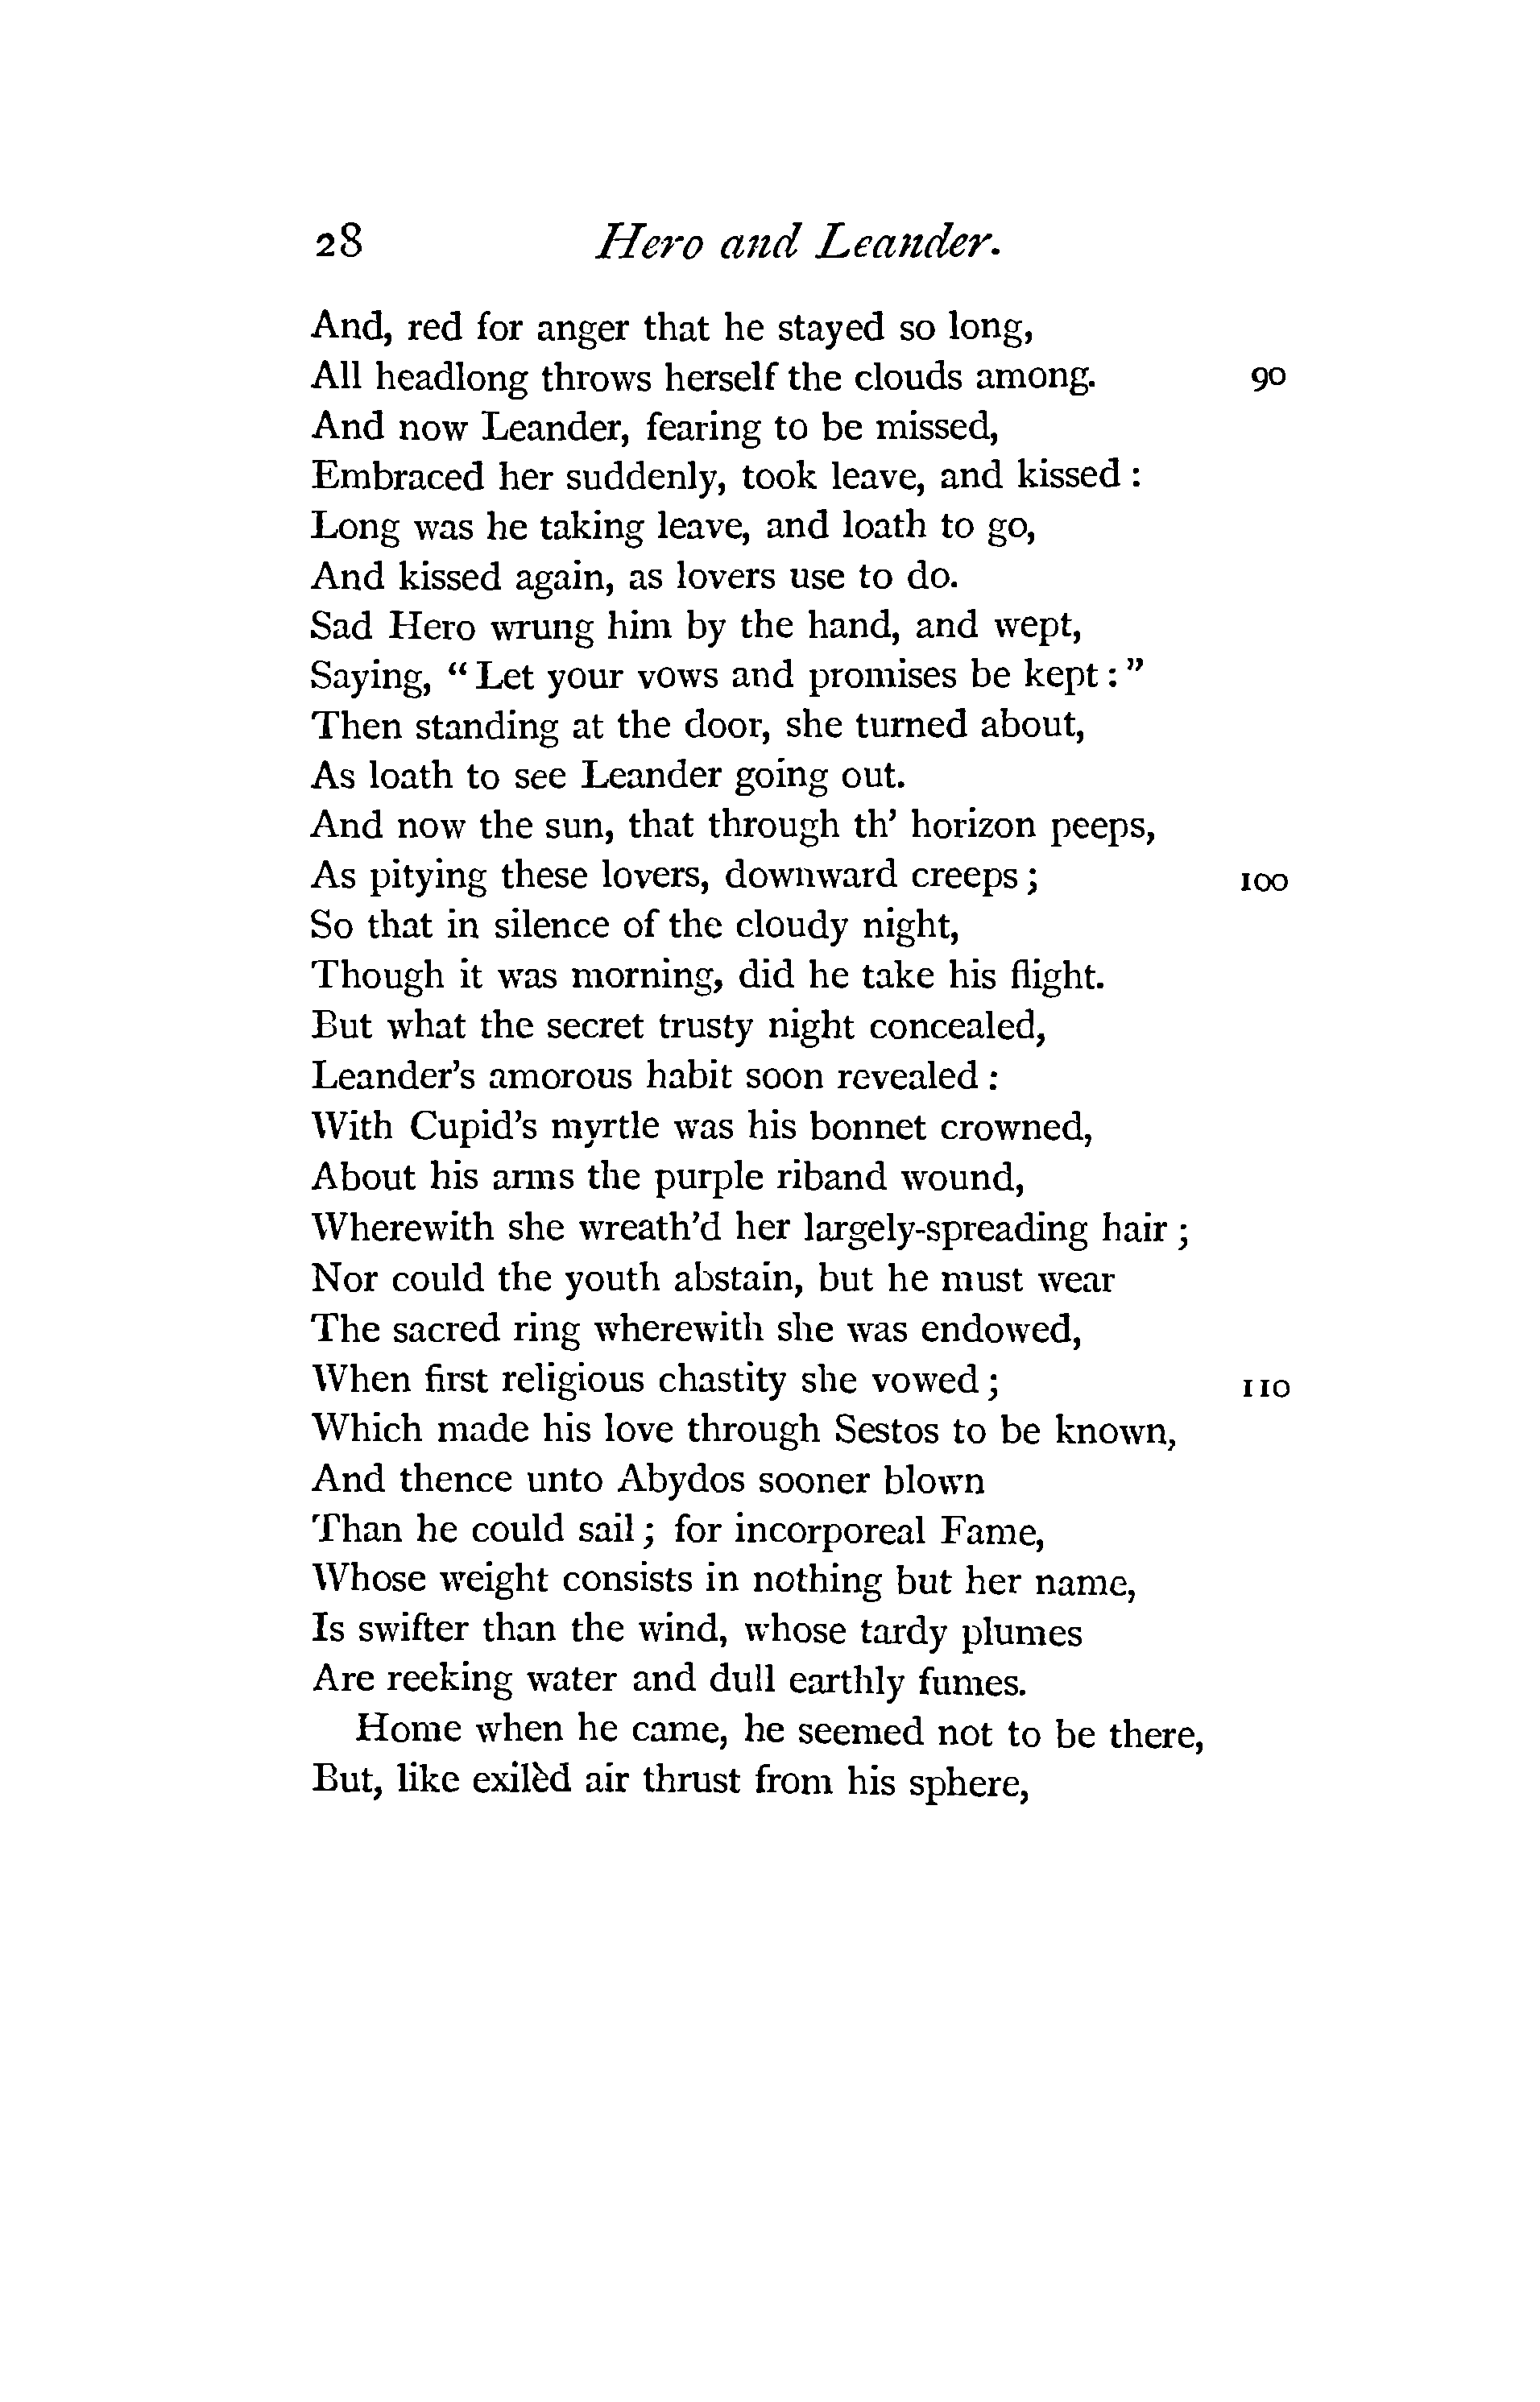 28 Hero and Leander.
And, red for anger that he stayed so long,
All headlong throws herself the clouds among. 90
And now Leander, fearing to be missed,
Embraced her suddenly, took leave, and kissed :
Long was he taking leave, and loath to go,
And kissed again, as lovers use to do.
Sad Hero wrung him by the hand, and wept,
Saying, “ Let your vows and promises be kept : ”
Then standing at the door, she turned about,
As loath to see Leander going out.
And now the sun, that through th’ horizon peeps,
As pitying these lovers, downward creeps ; 100
So that in silence of the cloudy night,
Though it was morning, did he take his flight.
But what the secret trusty night concealed,
Leander’s amorous habit soon revealed :
With Cupid’s myrtle was his bonnet crowned,
About his arms the purple riband wound,
Wherewith she wreath’d her largely-spreading hair ;
Nor could the youth abstain, but he must wear
The sacred ring wherewith she was endowed,
When first religious chastity she vowed ; 110
Which made his love through Sestos to be known,
And thence unto Abydos sooner blown
Than he could sail ; for incorporeal Fame,
Whose weight consists in nothing but her name,
Is swifter than the wind, whose tardy plumes
Are reeking water and dull earthly fumes.
Home when he came, he seemed not to be there,
But, like exilèd air thrust from his sphere,